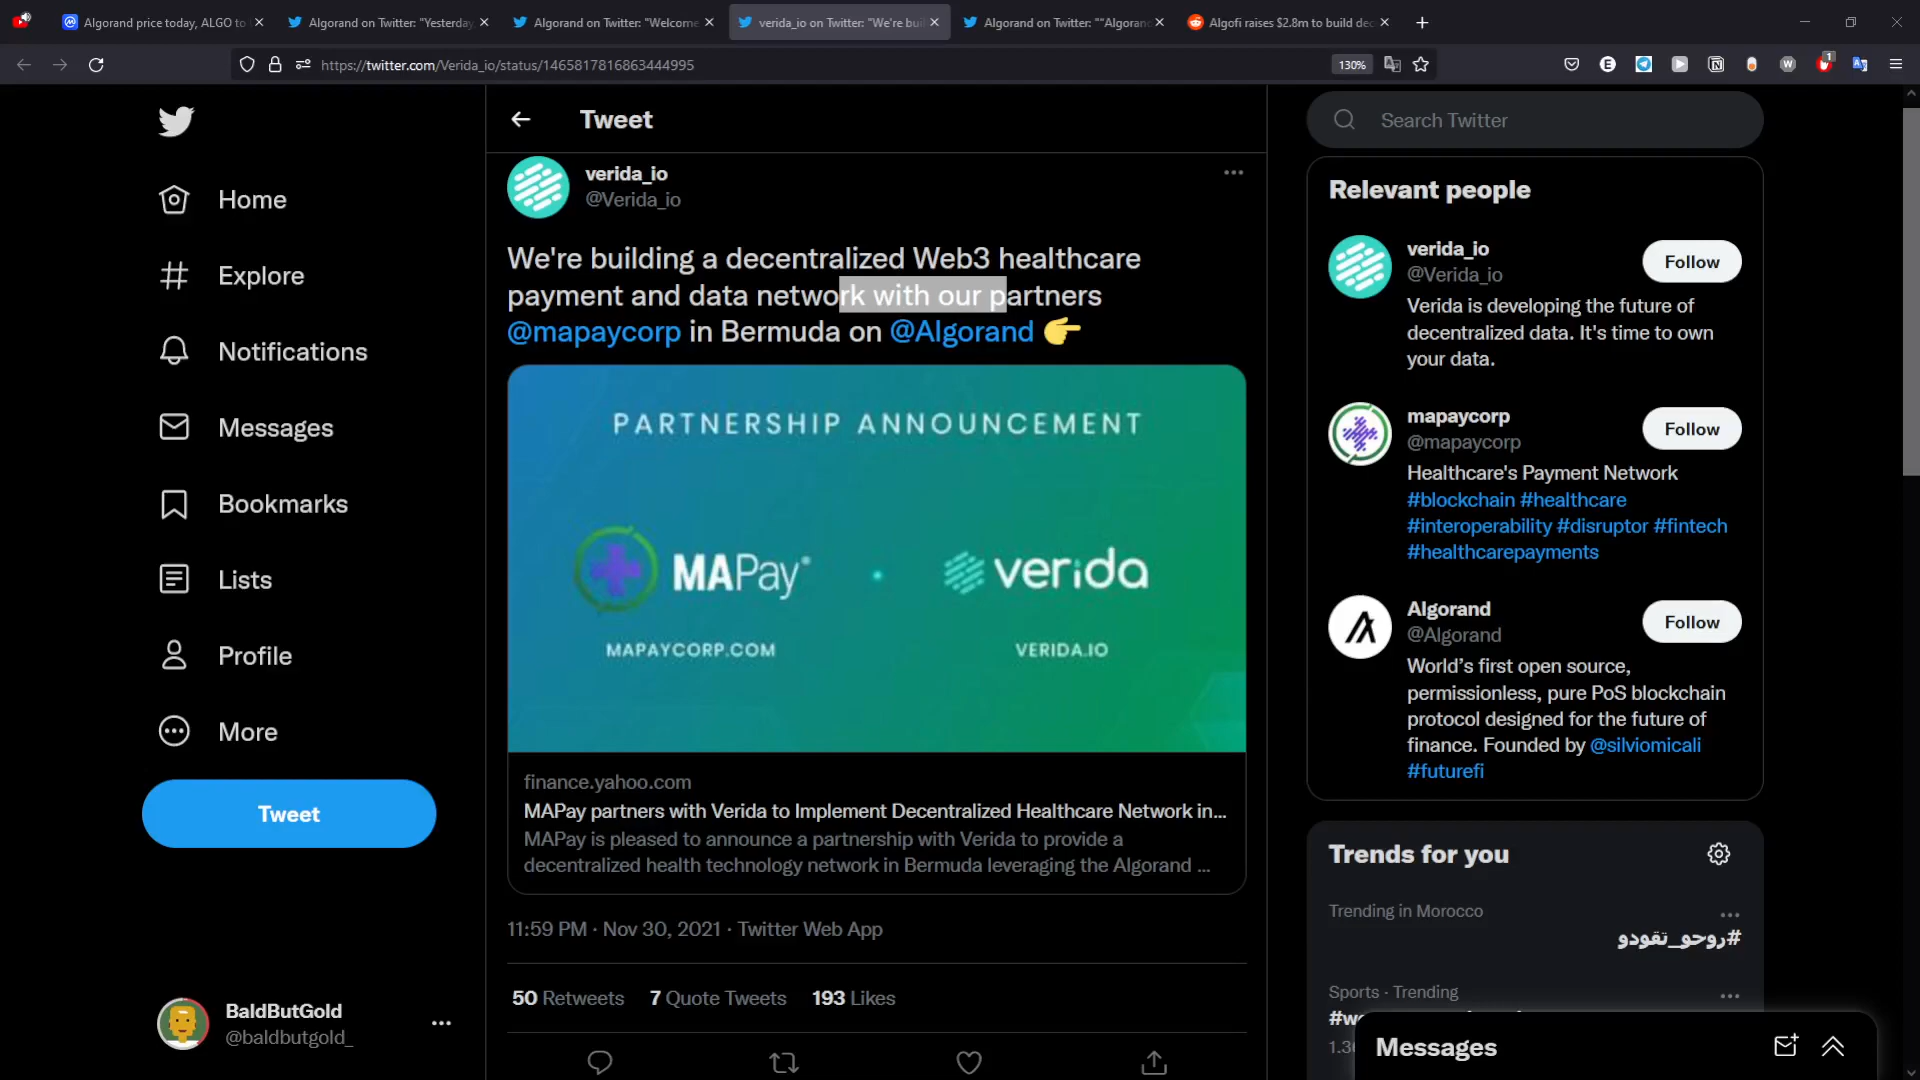 Algorand price today, ALGO to
Algorand on Twitter: "Yesterday,
Algorand on Twitter: "Welcome
verida_io on Twitter: "We're bui
Algorand on Twitter: ""Algoran
Algofi raises $2.8m to build dec
https://twitter.com/Verida_io/status/1465817816863444995
130%
1
Home
Explore
Notifications
Messages
Bookmarks
Lists
Profile
More
Tweet
BaldButGold
@baldbutgold_
Tweet
verida_io
@Verida_io
We're building a decentralized Web3 healthcare
payment and data network with our partners
@mapaycorp in Bermuda on @Algorand 👉
PARTNERSHIP ANNOUNCEMENT
MAPay®
verida
MAPAYCORP.COM
VERIDA.IO
finance.yahoo.com
MAPay partners with Verida to Implement Decentralized Healthcare Network in...
MAPay is pleased to announce a partnership with Verida to provide a
decentralized health technology network in Bermuda leveraging the Algorand ...
11:59 PM · Nov 30, 2021 · Twitter Web App
50 Retweets 7 Quote Tweets 193 Likes
Search Twitter
Relevant people
verida_io
@Verida_io
Follow
Verida is developing the future of
decentralized data. It's time to own
your data.
mapaycorp
@mapaycorp
Follow
Healthcare's Payment Network
#blockchain #healthcare
#interoperability #disruptor #fintech
#healthcarepayments
Algorand
@Algorand
Follow
World's first open source,
permissionless, pure PoS blockchain
protocol designed for the future of
finance. Founded by @silviomicali
#futurefi
Trends for you
Trending in Morocco
#روحو_تقودو
Sports · Trending
Messages